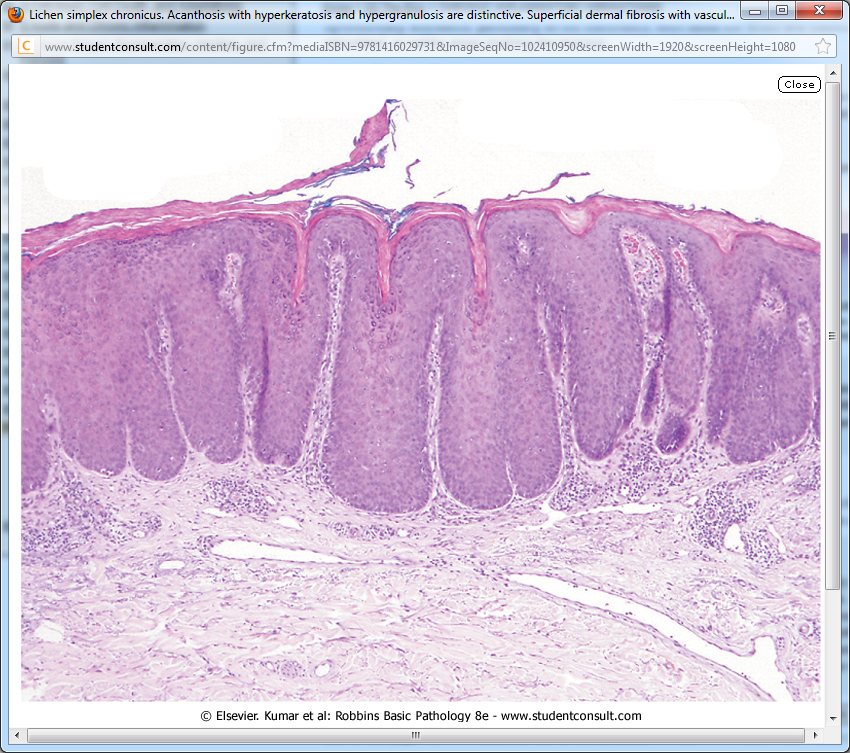 Lichen simplex chronicus. Acanthosis with hyperkeratosis and hypergranulosis are distinctive. Superficial dermal fibrosis with vascul...
C www.studentconsult.com/content/figure.cfm?mediaISBN=9781416029731&ImageSeqNo=102410950&screenWidth=1920&screenHeight=1080
Close
© Elsevier. Kumar et al: Robbins Basic Pathology 8e - www.studentconsult.com